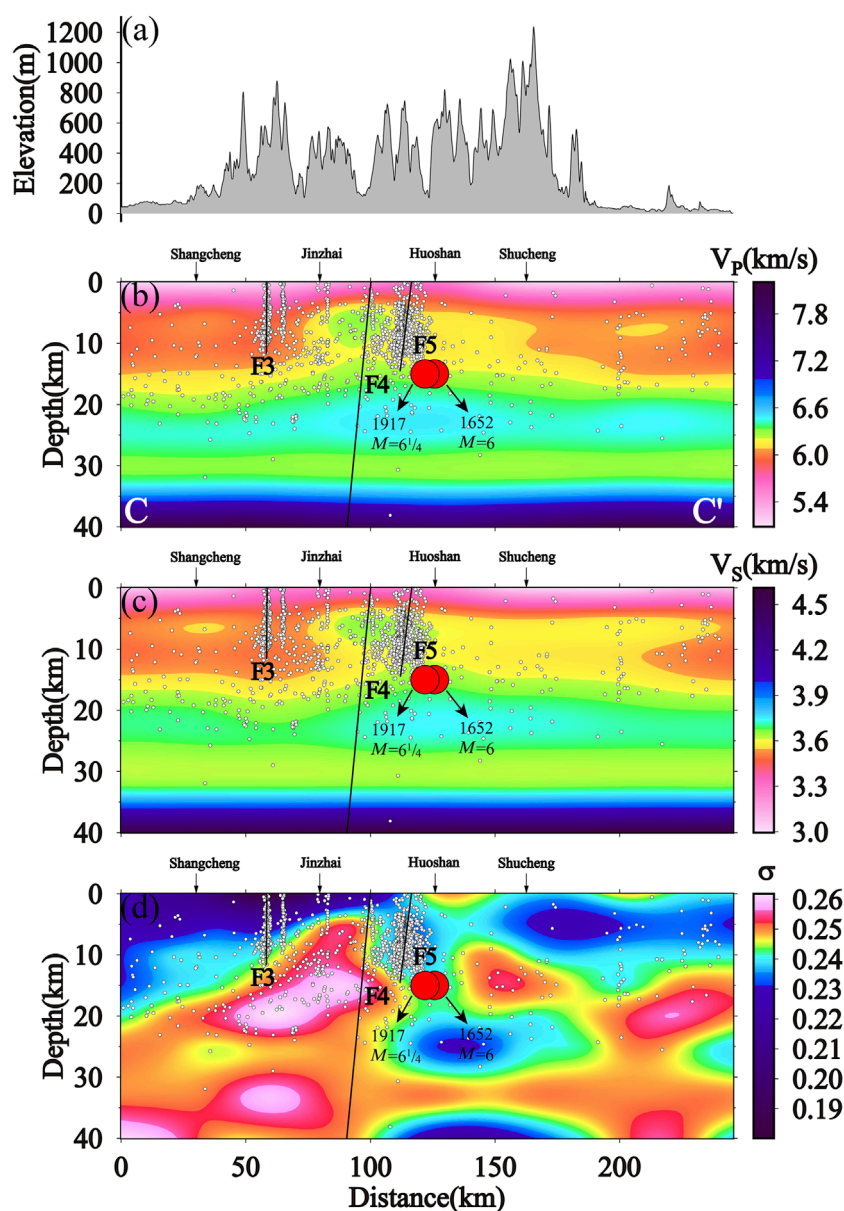 (a)
Elevation(m)
1200
1000
800
600
400
200
0
Shangcheng
Jinzhai
Huoshan
Shucheng
V_P(km/s)
(b)
Depth(km)
0
10
20
30
40
F3
F4
F5
1917
M=6¹/⁴
1652
M=6
C
C'
7.8
7.2
6.6
6.0
5.4
Shangcheng
Jinzhai
Huoshan
Shucheng
V_S(km/s)
(c)
Depth(km)
0
10
20
30
40
F3
F4
F5
1917
M=6¹/⁴
1652
M=6
4.5
4.2
3.9
3.6
3.3
3.0
Shangcheng
Jinzhai
Huoshan
Shucheng
σ
(d)
Depth(km)
0
10
20
30
40
F3
F4
F5
1917
M=6¹/⁴
1652
M=6
0.26
0.25
0.24
0.23
0.22
0.21
0.20
0.19
0
50
100
150
200
Distance(km)